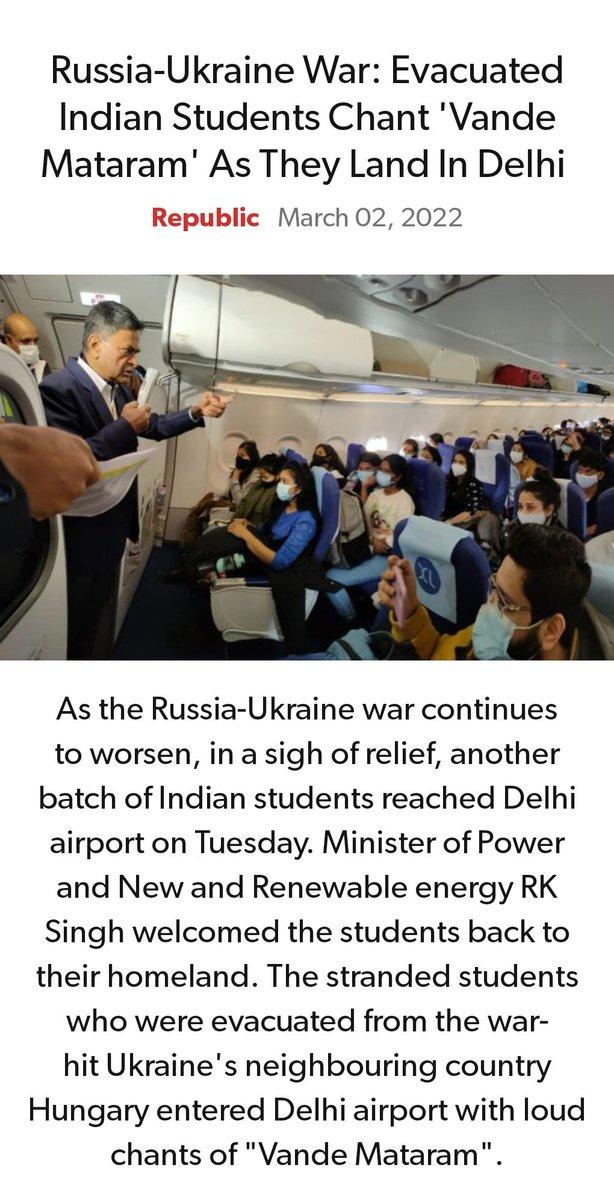 Russia-Ukraine War: Evacuated
Indian Students Chant 'Vande
Mataram' As They Land In Delhi
Republic March 02, 2022
As the Russia-Ukraine war continues
to worsen, in a sigh of relief, another
batch of Indian students reached Delhi
airport on Tuesday. Minister of Power
and New and Renewable energy RK
Singh welcomed the students back to
their homeland. The stranded students
who were evacuated from the war-
hit Ukraine's neighbouring country
Hungary entered Delhi airport with loud
chants of "Vande Mataram".